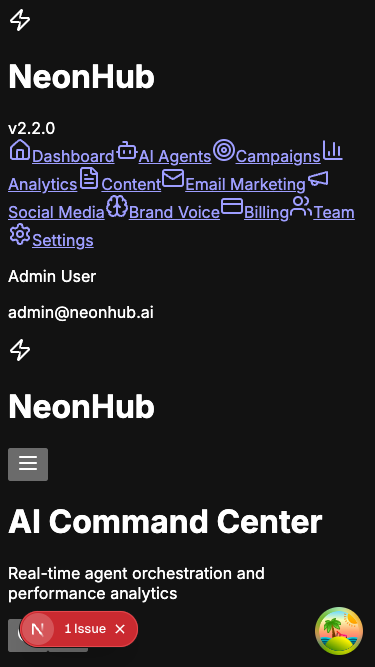 NeonHub
v2.2.0
Dashboard AI Agents Campaigns
Analytics Content Email Marketing
Social Media Brand Voice Billing Team
Settings
Admin User
admin@neonhub.ai
NeonHub
AI Command Center
Real-time agent orchestration and
performance analytics
N 1 Issue